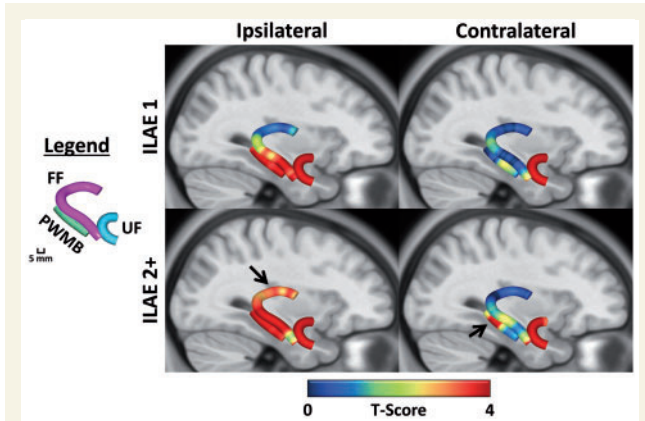 Ipsilateral
Contralateral
ILAE 1
Legend
FF
PWMB
UF
5 mm
ILAE 2+
0 T-Score 4